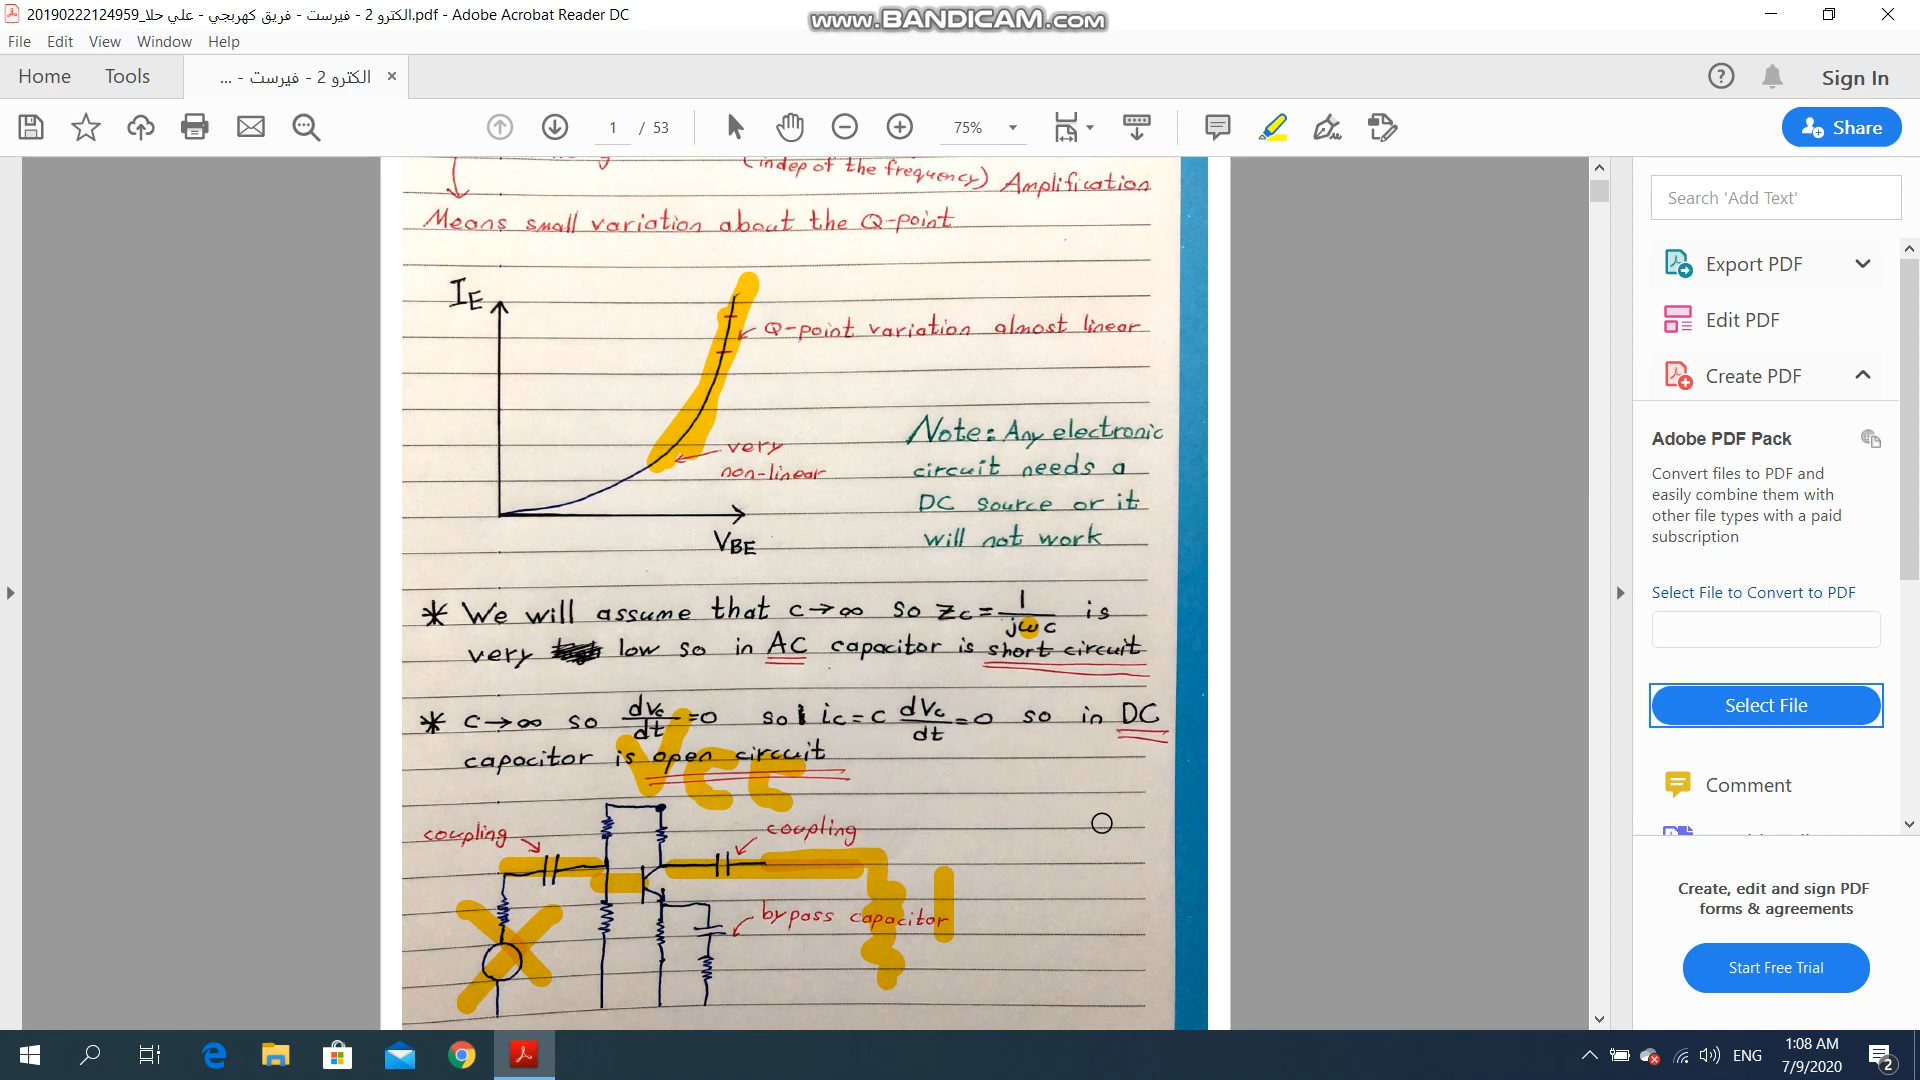 الكترو 2 - فيرست - فريق كهربجي - علي حلا_20190222124959.pdf - Adobe Acrobat Reader DC
www.BANDICAM.com
File Edit View Window Help
Home Tools الكترو 2 - فيرست - ... × Sign In
1 / 53 75% Share
(indep of the frequency) Amplification
Means small variation about the Q-point
IE
Q-point variation almost linear
very
non-linear
VBE
Note: Any electronic
circuit needs a
DC source or it
will not work
* We will assume that c→∞ so Zc = 1/jωc is
very low so in AC capacitor is short circuit
* c→∞ so dVc/dt = 0 so ic = c dVc/dt = 0 so in DC
capacitor is open circuit
Vcc
coupling
coupling
bypass capacitor
Search 'Add Text'
Export PDF
Edit PDF
Create PDF
Adobe PDF Pack
Convert files to PDF and
easily combine them with
other file types with a paid
subscription
Select File to Convert to PDF
Select File
Comment
Create, edit and sign PDF
forms & agreements
Start Free Trial
ENG
1:08 AM
7/9/2020
2